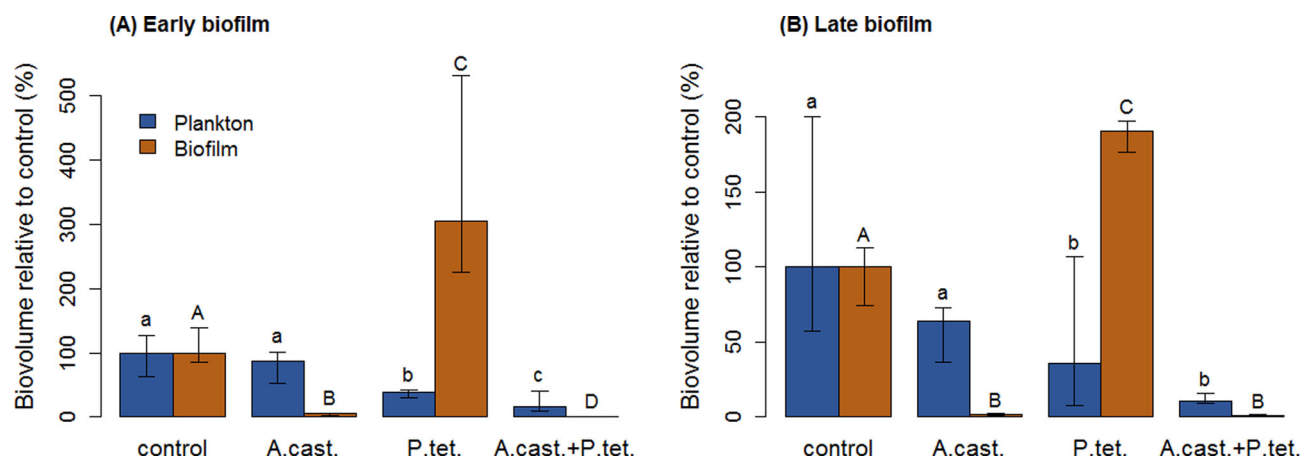 (A) Early biofilm
Biovolume relative to control (%)
0 100 200 300 400 500
Plankton
Biofilm
a A a B b C c D
control A.cast. P.tet. A.cast.+P.tet.
(B) Late biofilm
Biovolume relative to control (%)
0 50 100 150 200
a A a B b C b B
control A.cast. P.tet. A.cast.+P.tet.